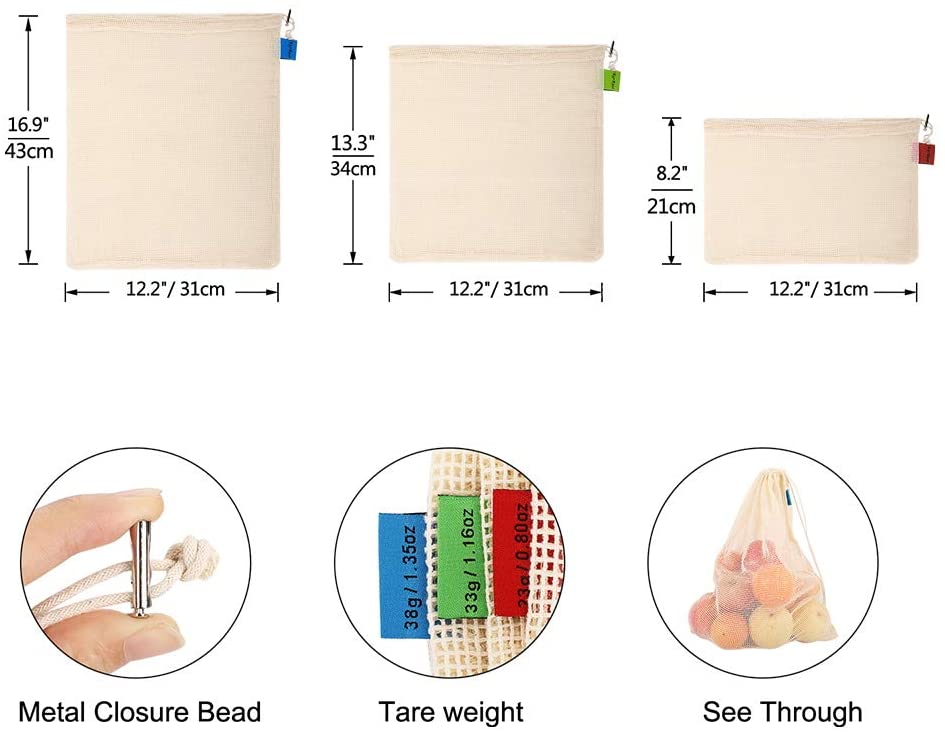 16.9"
43cm
12.2"/ 31cm
13.3"
34cm
12.2"/ 31cm
8.2"
21cm
12.2"/ 31cm
38g / 1.35oz
33g / 1.16oz
23g / 0.80oz
Metal Closure Bead
Tare weight
See Through